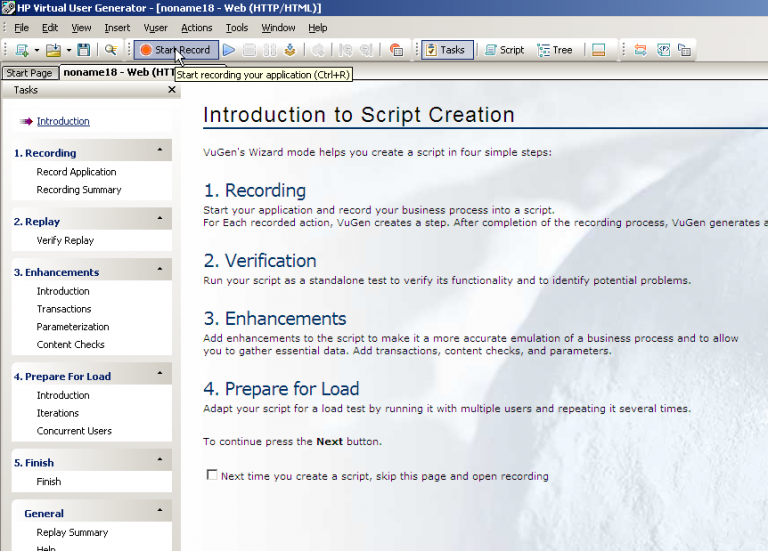 HP Virtual User Generator - [noname18 - Web (HTTP/HTML)]
File Edit View Insert Vuser Actions Tools Window Help
Start Record Tasks Script Tree
Start Page noname18 - Web (HTT
Start recording your application (Ctrl+R)
Tasks
Introduction
1. Recording
Record Application
Recording Summary
2. Replay
Verify Replay
3. Enhancements
Introduction
Transactions
Parameterization
Content Checks
4. Prepare For Load
Introduction
Iterations
Concurrent Users
5. Finish
Finish
General
Replay Summary
Help
Introduction to Script Creation
VuGen's Wizard mode helps you create a script in four simple steps:
1. Recording
Start your application and record your business process into a script.
For Each recorded action, VuGen creates a step. After completion of the recording process, VuGen generates a
2. Verification
Run your script as a standalone test to verify its functionality and to identify potential problems.
3. Enhancements
Add enhancements to the script to make it a more accurate emulation of a business process and to allow
you to gather essential data. Add transactions, content checks, and parameters.
4. Prepare for Load
Adapt your script for a load test by running it with multiple users and repeating it several times.
To continue press the Next button.
Next time you create a script, skip this page and open recording